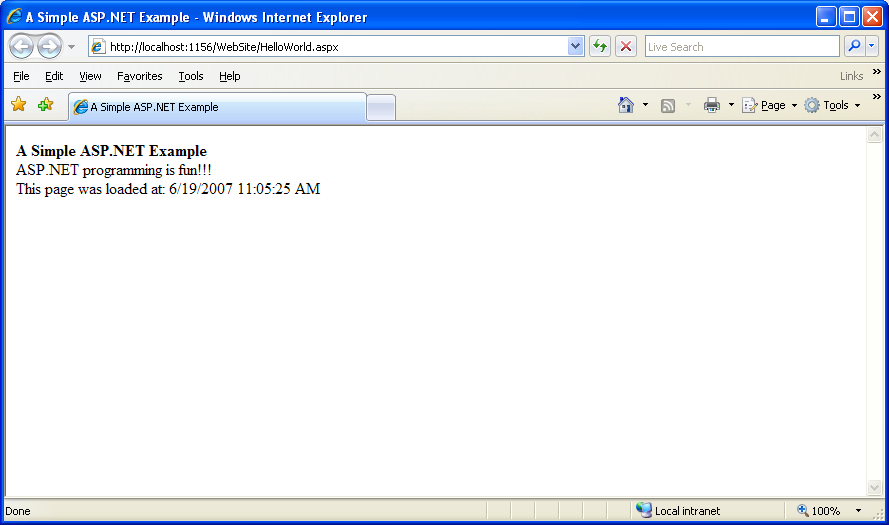 A Simple ASP.NET Example - Windows Internet Explorer
http://localhost:1156/WebSite/HelloWorld.aspx
Live Search
File Edit View Favorites Tools Help
Links »
A Simple ASP.NET Example
Page Tools »
A Simple ASP.NET Example
ASP.NET programming is fun!!!
This page was loaded at: 6/19/2007 11:05:25 AM
Done
Local intranet
100%